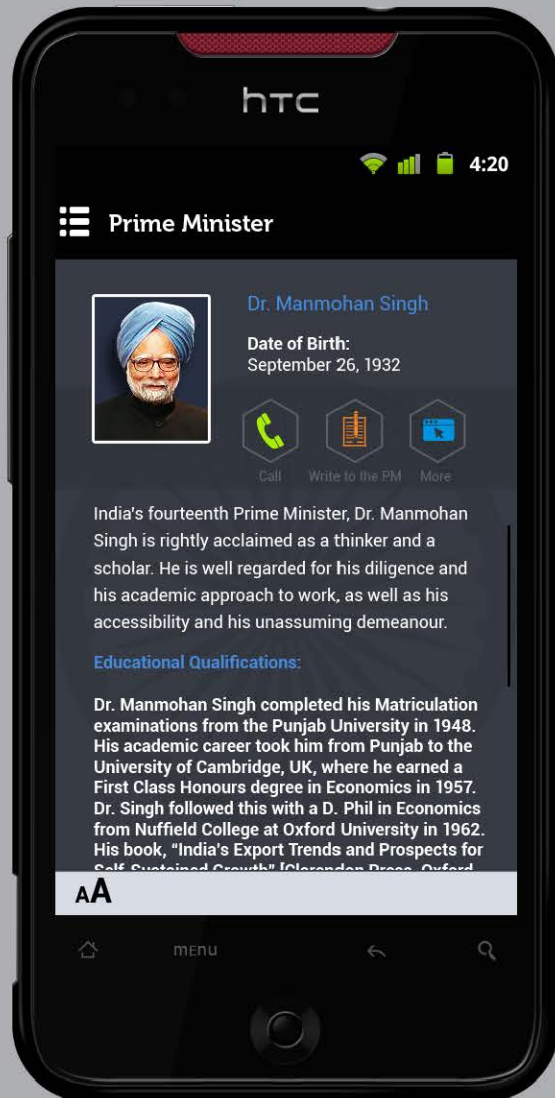 hTC
4:20
Prime Minister
Dr. Manmohan Singh
Date of Birth:
September 26, 1932
Call Write to the PM More
India's fourteenth Prime Minister, Dr. Manmohan
Singh is rightly acclaimed as a thinker and a
scholar. He is well regarded for his diligence and
his academic approach to work, as well as his
accessibility and his unassuming demeanour.
Educational Qualifications:
Dr. Manmohan Singh completed his Matriculation
examinations from the Punjab University in 1948.
His academic career took him from Punjab to the
University of Cambridge, UK, where he earned a
First Class Honours degree in Economics in 1957.
Dr. Singh followed this with a D. Phil in Economics
from Nuffield College at Oxford University in 1962.
His book, “India's Export Trends and Prospects for
Self-Sustained Growth” [Clarendon Press, Oxford
AA
MENU